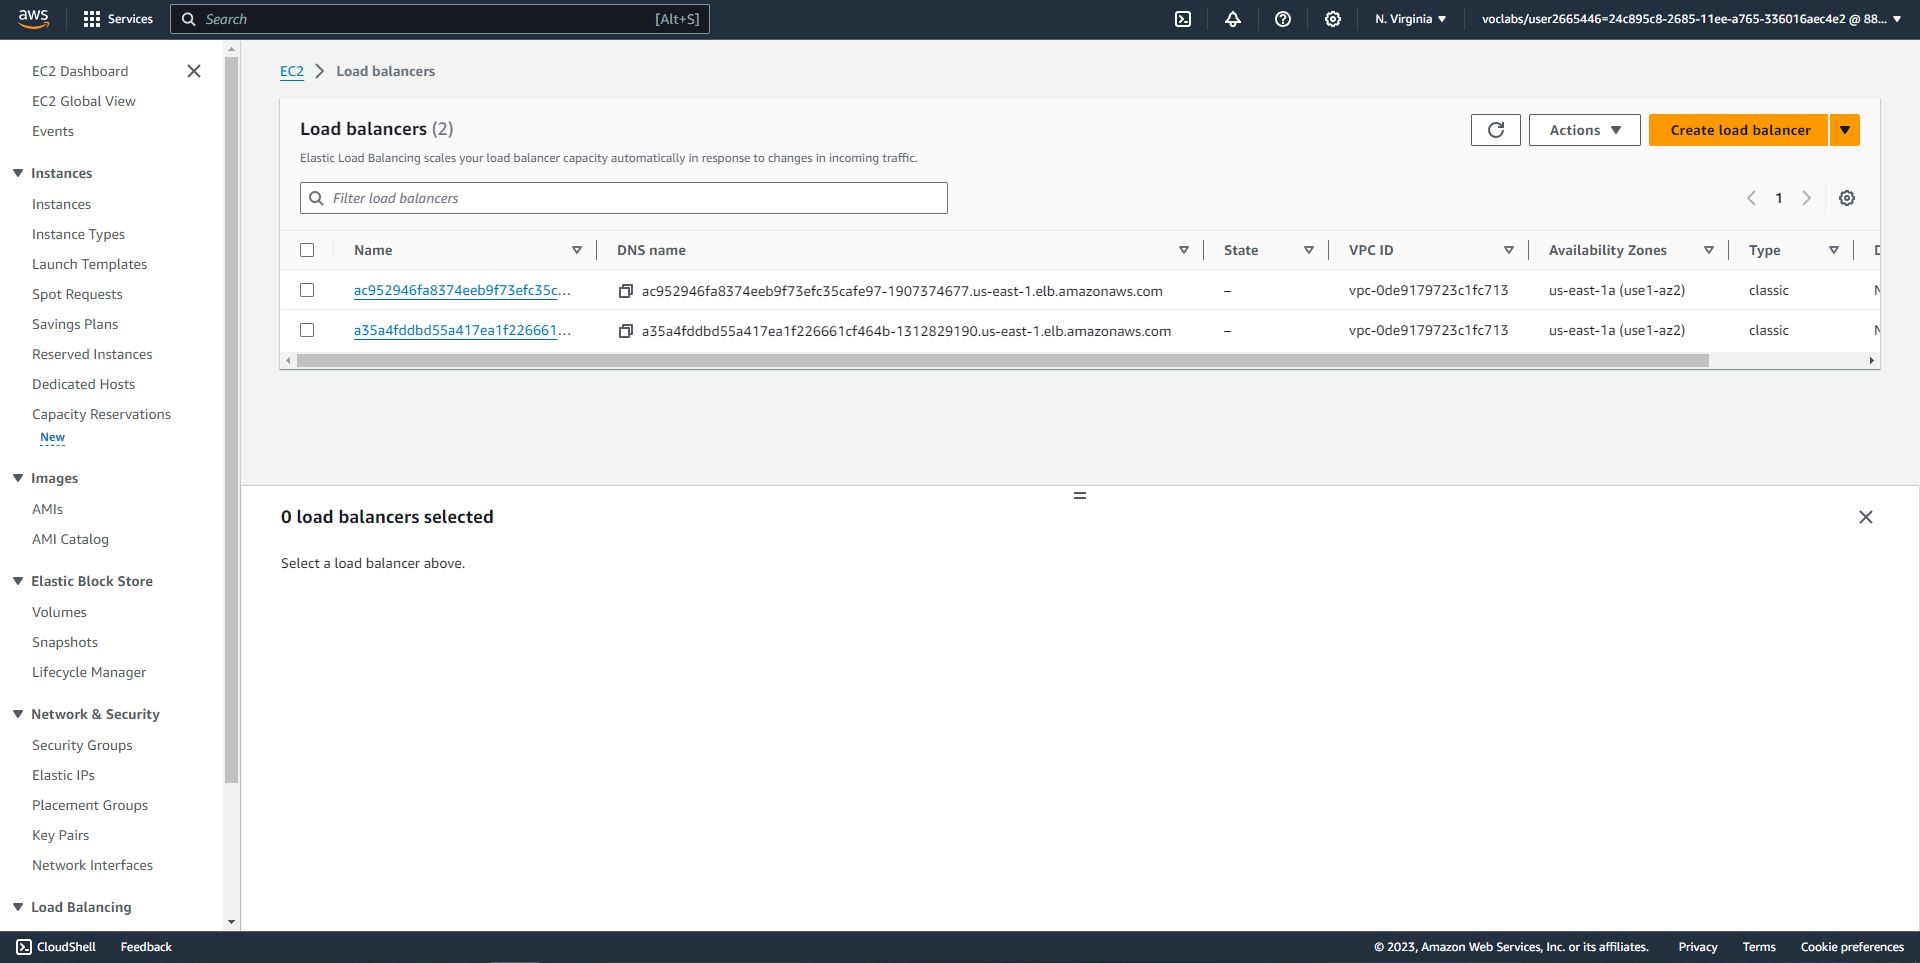 aws
Services
Search
[Alt+S]
N. Virginia
voclabs/user2665446=24c895c8-2685-11ee-a765-336016aec4e2 @ 88...
EC2 Dashboard
EC2 Global View
Events
Instances
Instances
Instance Types
Launch Templates
Spot Requests
Savings Plans
Reserved Instances
Dedicated Hosts
Capacity Reservations
New
Images
AMIs
AMI Catalog
Elastic Block Store
Volumes
Snapshots
Lifecycle Manager
Network & Security
Security Groups
Elastic IPs
Placement Groups
Key Pairs
Network Interfaces
Load Balancing
EC2 > Load balancers
Load balancers (2)
Elastic Load Balancing scales your load balancer capacity automatically in response to changes in incoming traffic.
Actions
Create load balancer
Filter load balancers
1
Name DNS name State VPC ID Availability Zones Type
ac952946fa8374eeb9f73efc35c... ac952946fa8374eeb9f73efc35cafe97-1907374677.us-east-1.elb.amazonaws.com – vpc-0de9179723c1fc713 us-east-1a (use1-az2) classic
a35a4fddbd55a417ea1f226661... a35a4fddbd55a417ea1f226661cf464b-1312829190.us-east-1.elb.amazonaws.com – vpc-0de9179723c1fc713 us-east-1a (use1-az2) classic
0 load balancers selected
Select a load balancer above.
CloudShell
Feedback
© 2023, Amazon Web Services, Inc. or its affiliates.
Privacy
Terms
Cookie preferences